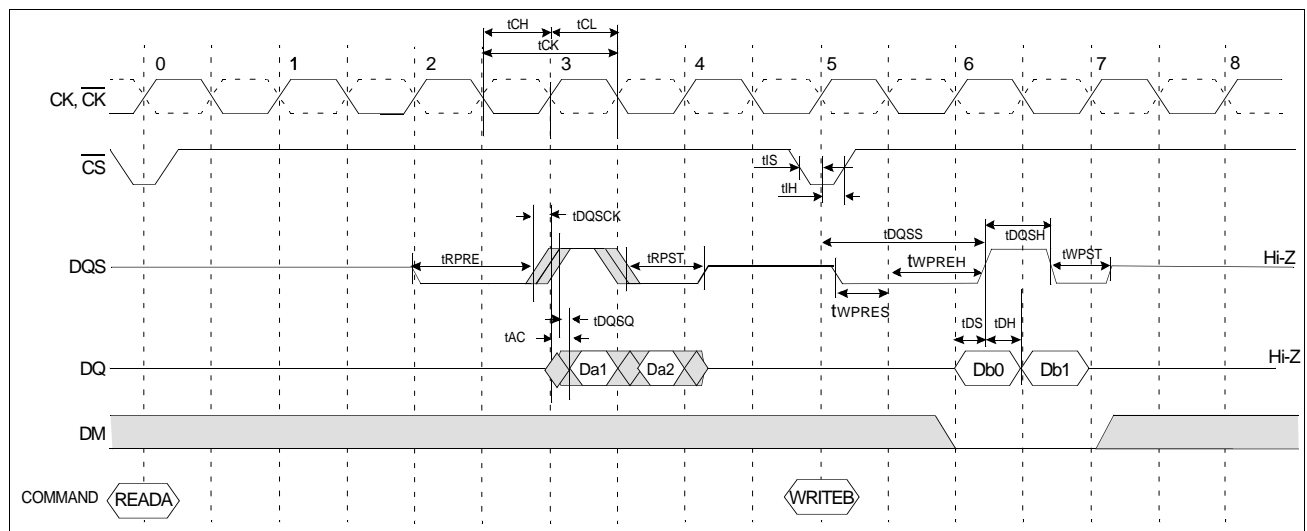 tCH tCL
tCK
0 1 2 3 4 5 6 7 8
CK, CK
CS
tIS
tIH
tDQSCK
tDQSS
tDQSH
DQS
tRPRE
tRPST
tWPREH
tWPST
Hi-Z
tWPRES
tDQSQ
tAC
tDS tDH
DQ
Da1 Da2
Db0 Db1
Hi-Z
DM
COMMAND READA WRITEB